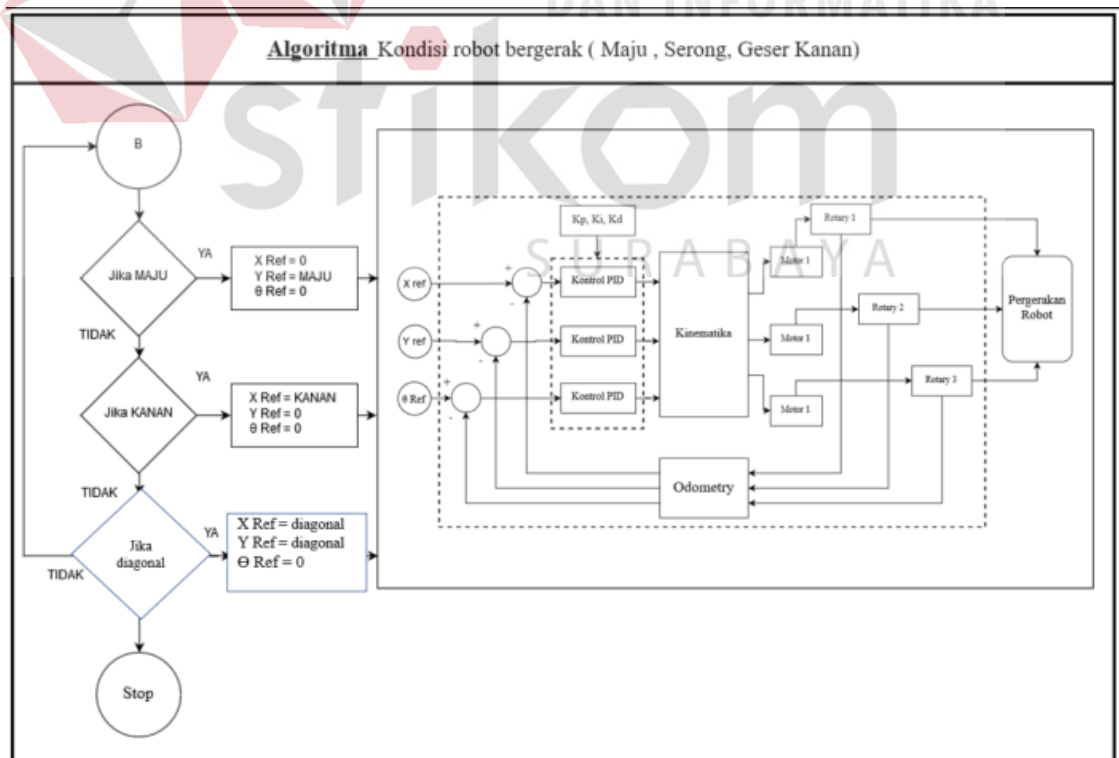 DAN INFORMATIKA
Algoritma Kondisi robot bergerak ( Maju , Serong, Geser Kanan)
stikom
SURABAYA
B
Jika MAJU
YA
TIDAK
X Ref = 0
Y Ref = MAJU
θ Ref = 0
Jika KANAN
YA
TIDAK
X Ref = KANAN
Y Ref = 0
θ Ref = 0
Jika
diagonal
YA
TIDAK
X Ref = diagonal
Y Ref = diagonal
Θ Ref = 0
Stop
Kp, Ki, Kd
X ref
+
-
Kontrol PID
Y ref
+
-
Kontrol PID
θ Ref
+
-
Kontrol PID
Kinematika
Motor 1
Motor 1
Motor 1
Rotary 1
Rotary 2
Rotary 3
Pergerakan
Robot
Odometry